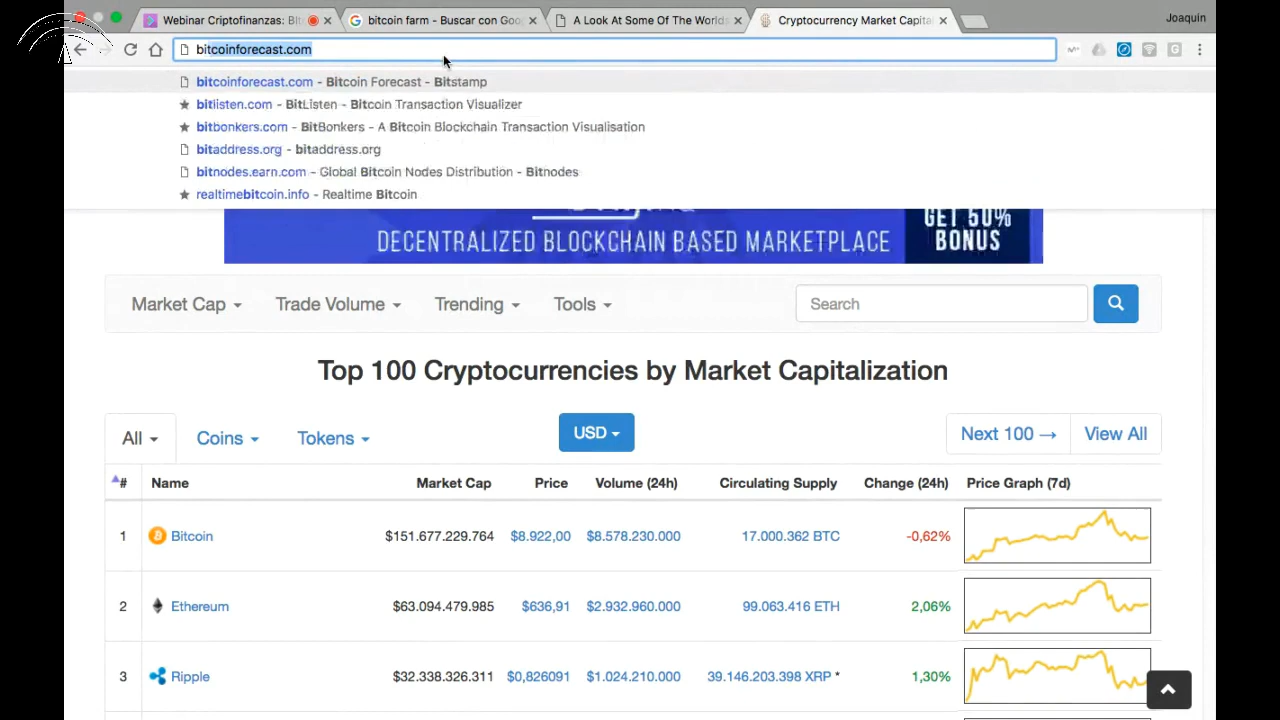 Webinar Criptofinanzas: Bit
bitcoin farm - Buscar con Goo
A Look At Some Of The Worlds
Cryptocurrency Market Capital
Joaquin
bitcoinforecast.com
bitcoinforecast.com - Bitcoin Forecast - Bitstamp
bitlisten.com - BitListen - Bitcoin Transaction Visualizer
bitbonkers.com - BitBonkers - A Bitcoin Blockchain Transaction Visualisation
bitaddress.org - bitaddress.org
bitnodes.earn.com - Global Bitcoin Nodes Distribution - Bitnodes
realtimebitcoin.info - Realtime Bitcoin
DECENTRALIZED BLOCKCHAIN BASED MARKETPLACE
GET 50%
BONUS
Market Cap
Trade Volume
Trending
Tools
Search
Top 100 Cryptocurrencies by Market Capitalization
All
Coins
Tokens
USD
Next 100 →
View All
# Name Market Cap Price Volume (24h) Circulating Supply Change (24h) Price Graph (7d)
1 Bitcoin $151.677.229.764 $8.922,00 $8.578.230.000 17.000.362 BTC -0,62%
2 Ethereum $63.094.479.985 $636,91 $2.932.960.000 99.063.416 ETH 2,06%
3 Ripple $32.338.326.311 $0,826091 $1.024.210.000 39.146.203.398 XRP * 1,30%